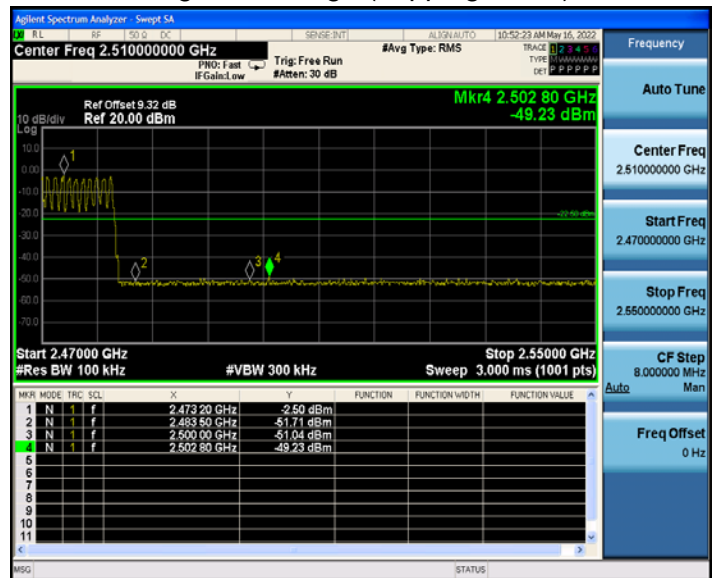 Agilent Spectrum Analyzer - Swept SA
RL RF 50 Ω DC SENSE:INT ALIGN AUTO 10:52:23 AM May 16, 2022
Center Freq 2.510000000 GHz #Avg Type: RMS TRACE 1 2 3 4 5 6
PNO: Fast Trig: Free Run TYPE
IFGain:Low #Atten: 30 dB DET P P P P P P
Frequency
Auto Tune
Center Freq
2.510000000 GHz
Start Freq
2.470000000 GHz
Stop Freq
2.550000000 GHz
CF Step
8.000000 MHz
Auto Man
Freq Offset
0 Hz
Mkr4 2.502 80 GHz
-49.23 dBm
Ref Offset 9.32 dB
10 dB/div Ref 20.00 dBm
Log
10.0
0.00
-10.0
-20.0
-30.0
-40.0
-50.0
-60.0
-70.0
1
2
3
4
-22.50 dBm
Start 2.47000 GHz Stop 2.55000 GHz
#Res BW 100 kHz #VBW 300 kHz Sweep 3.000 ms (1001 pts)
MKR MODE TRC SCL X Y FUNCTION FUNCTION WIDTH FUNCTION VALUE
1 N 1 f 2.473 20 GHz -2.50 dBm
2 N 1 f 2.483 50 GHz -51.71 dBm
3 N 1 f 2.500 00 GHz -51.04 dBm
4 N 1 f 2.502 80 GHz -49.23 dBm
5
6
7
8
9
10
11
MSG STATUS